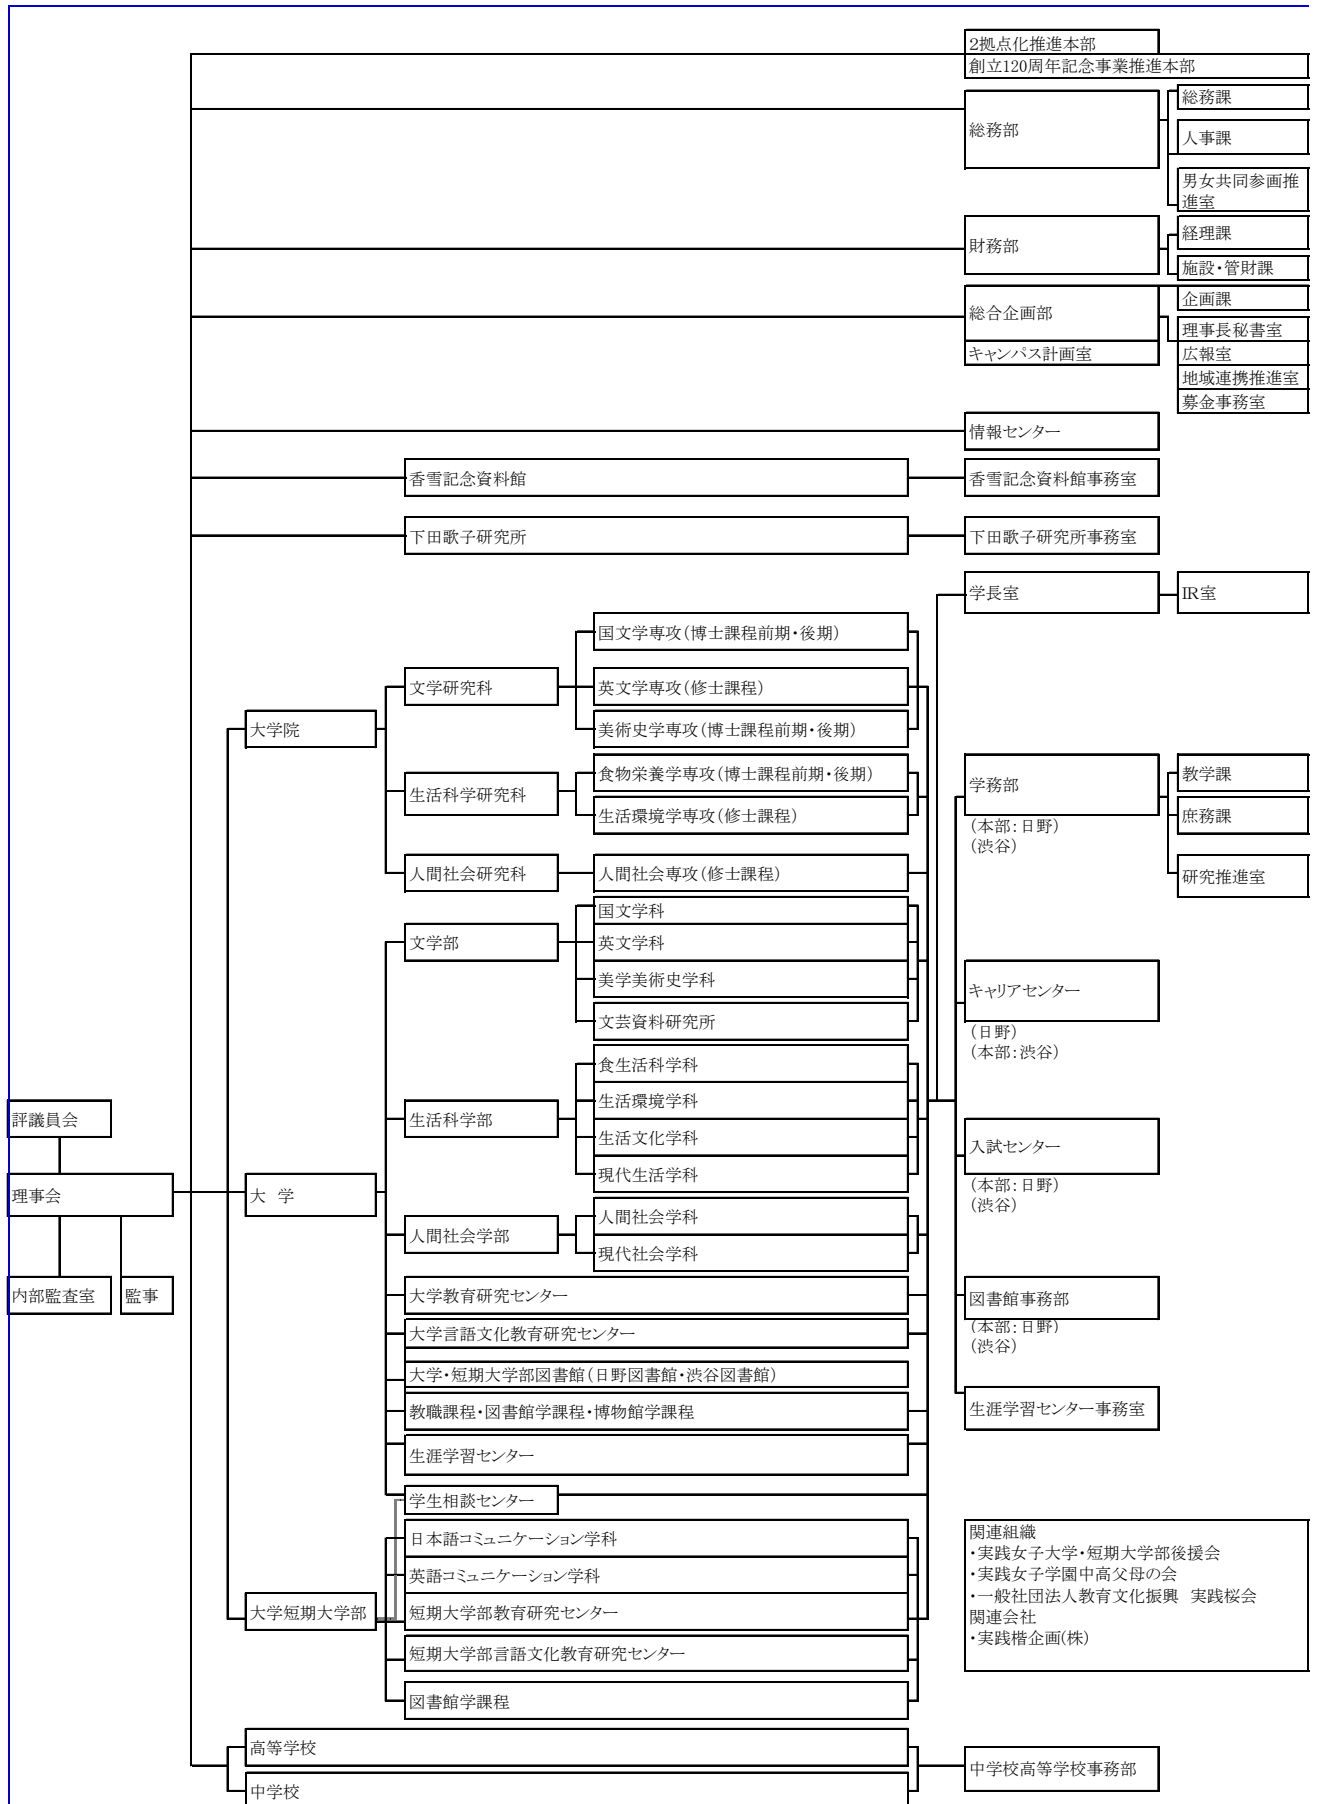 2拠点化推進本部
創立120周年記念事業推進本部
総務部
総務課
人事課
男女共同参画推
進室
財務部
経理課
施設・管財課
総合企画部
キャンパス計画室
企画課
理事長秘書室
広報室
地域連携推進室
募金事務室
情報センター
香雪記念資料館
香雪記念資料館事務室
下田歌子研究所
下田歌子研究所事務室
学長室
IR室
評議員会
理事会
内部監査室
監事
大学院
文学研究科
国文学専攻(博士課程前期・後期)
英文学専攻(修士課程)
美術史学専攻(博士課程前期・後期)
生活科学研究科
食物栄養学専攻(博士課程前期・後期)
生活環境学専攻(修士課程)
人間社会研究科
人間社会専攻(修士課程)
大 学
文学部
国文学科
英文学科
美学美術史学科
文芸資料研究所
生活科学部
食生活科学科
生活環境学科
生活文化学科
現代生活学科
人間社会学部
人間社会学科
現代社会学科
大学教育研究センター
大学言語文化教育研究センター
大学・短期大学部図書館(日野図書館・渋谷図書館)
教職課程・図書館学課程・博物館学課程
生涯学習センター
学生相談センター
大学短期大学部
日本語コミュニケーション学科
英語コミュニケーション学科
短期大学部教育研究センター
短期大学部言語文化教育研究センター
図書館学課程
学務部
(本部:日野)
(渋谷)
教学課
庶務課
研究推進室
キャリアセンター
(日野)
(本部:渋谷)
入試センター
(本部:日野)
(渋谷)
図書館事務部
(本部:日野)
(渋谷)
生涯学習センター事務室
関連組織
・実践女子大学・短期大学部後援会
・実践女子学園中高父母の会
・一般社団法人教育文化振興 実践桜会
関連会社
・実践楷企画(株)
高等学校
中学校
中学校高等学校事務部